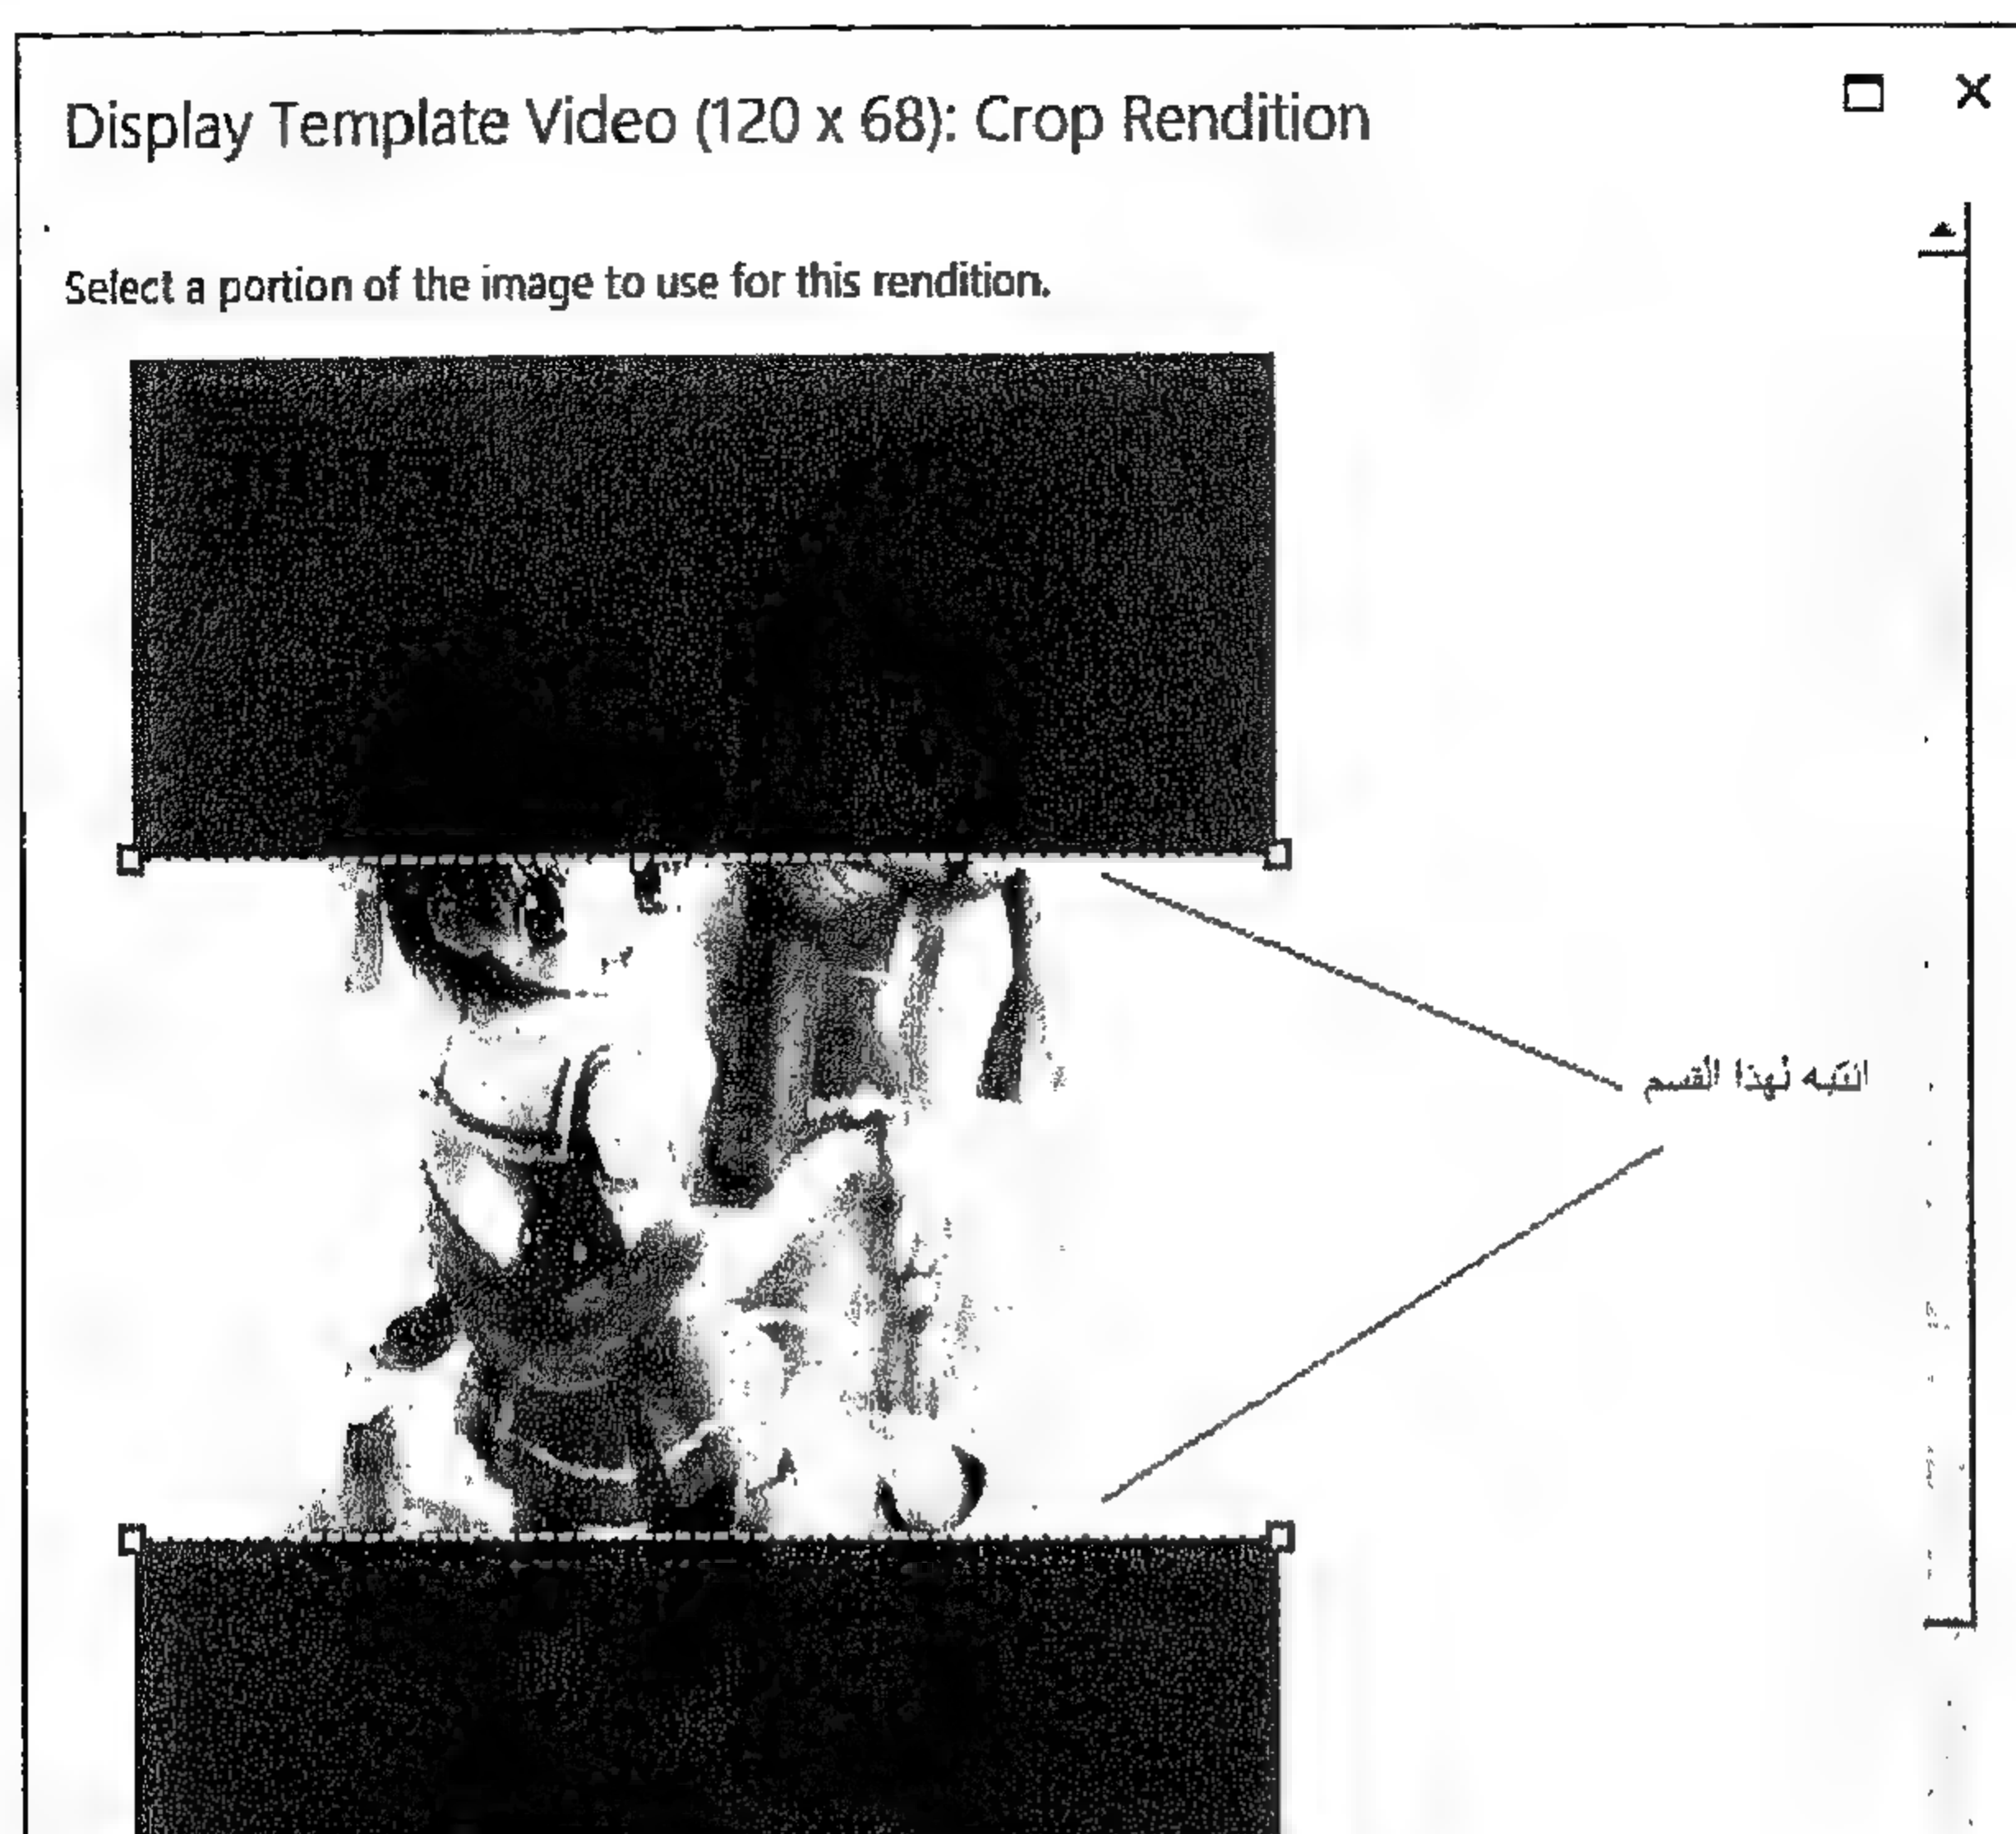 Display Template Video (120 x 68): Crop Rendition
Select a portion of the image to use for this rendition.
انتبه لهذا القسم